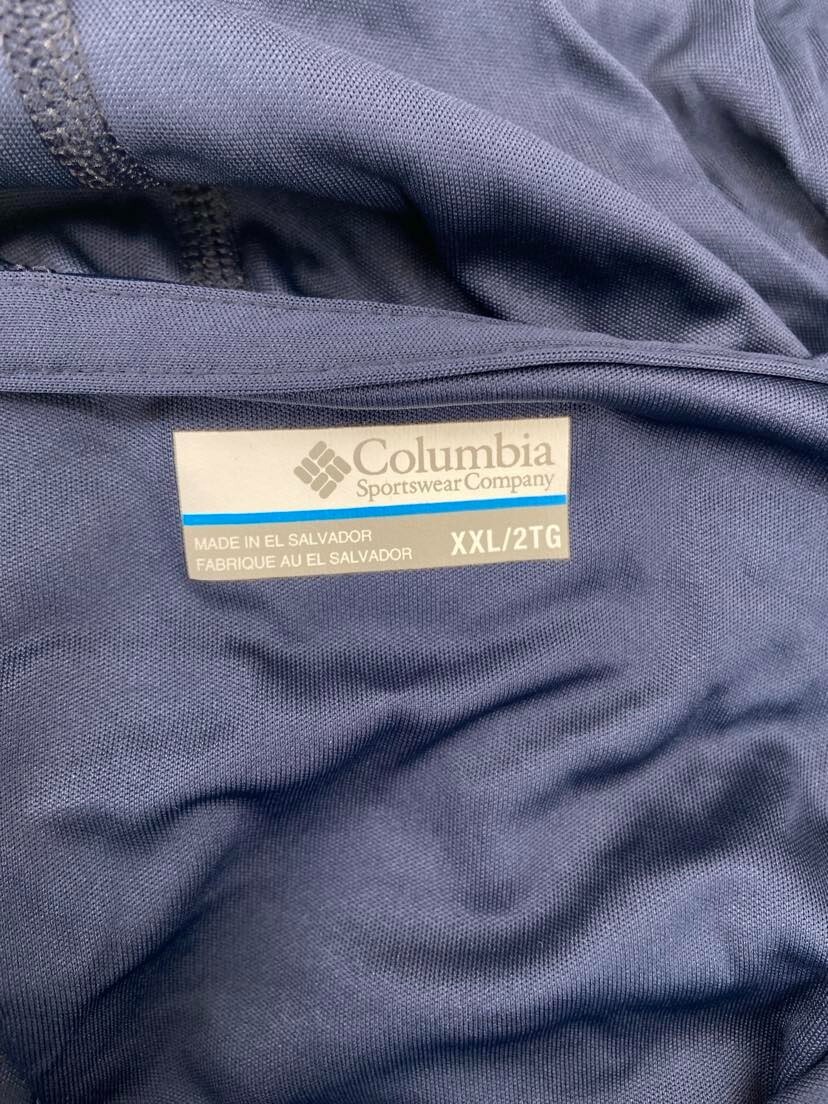 Columbia
Sportswear Company
MADE IN EL SALVADOR
FABRIQUE AU EL SALVADOR
XXL/2TG